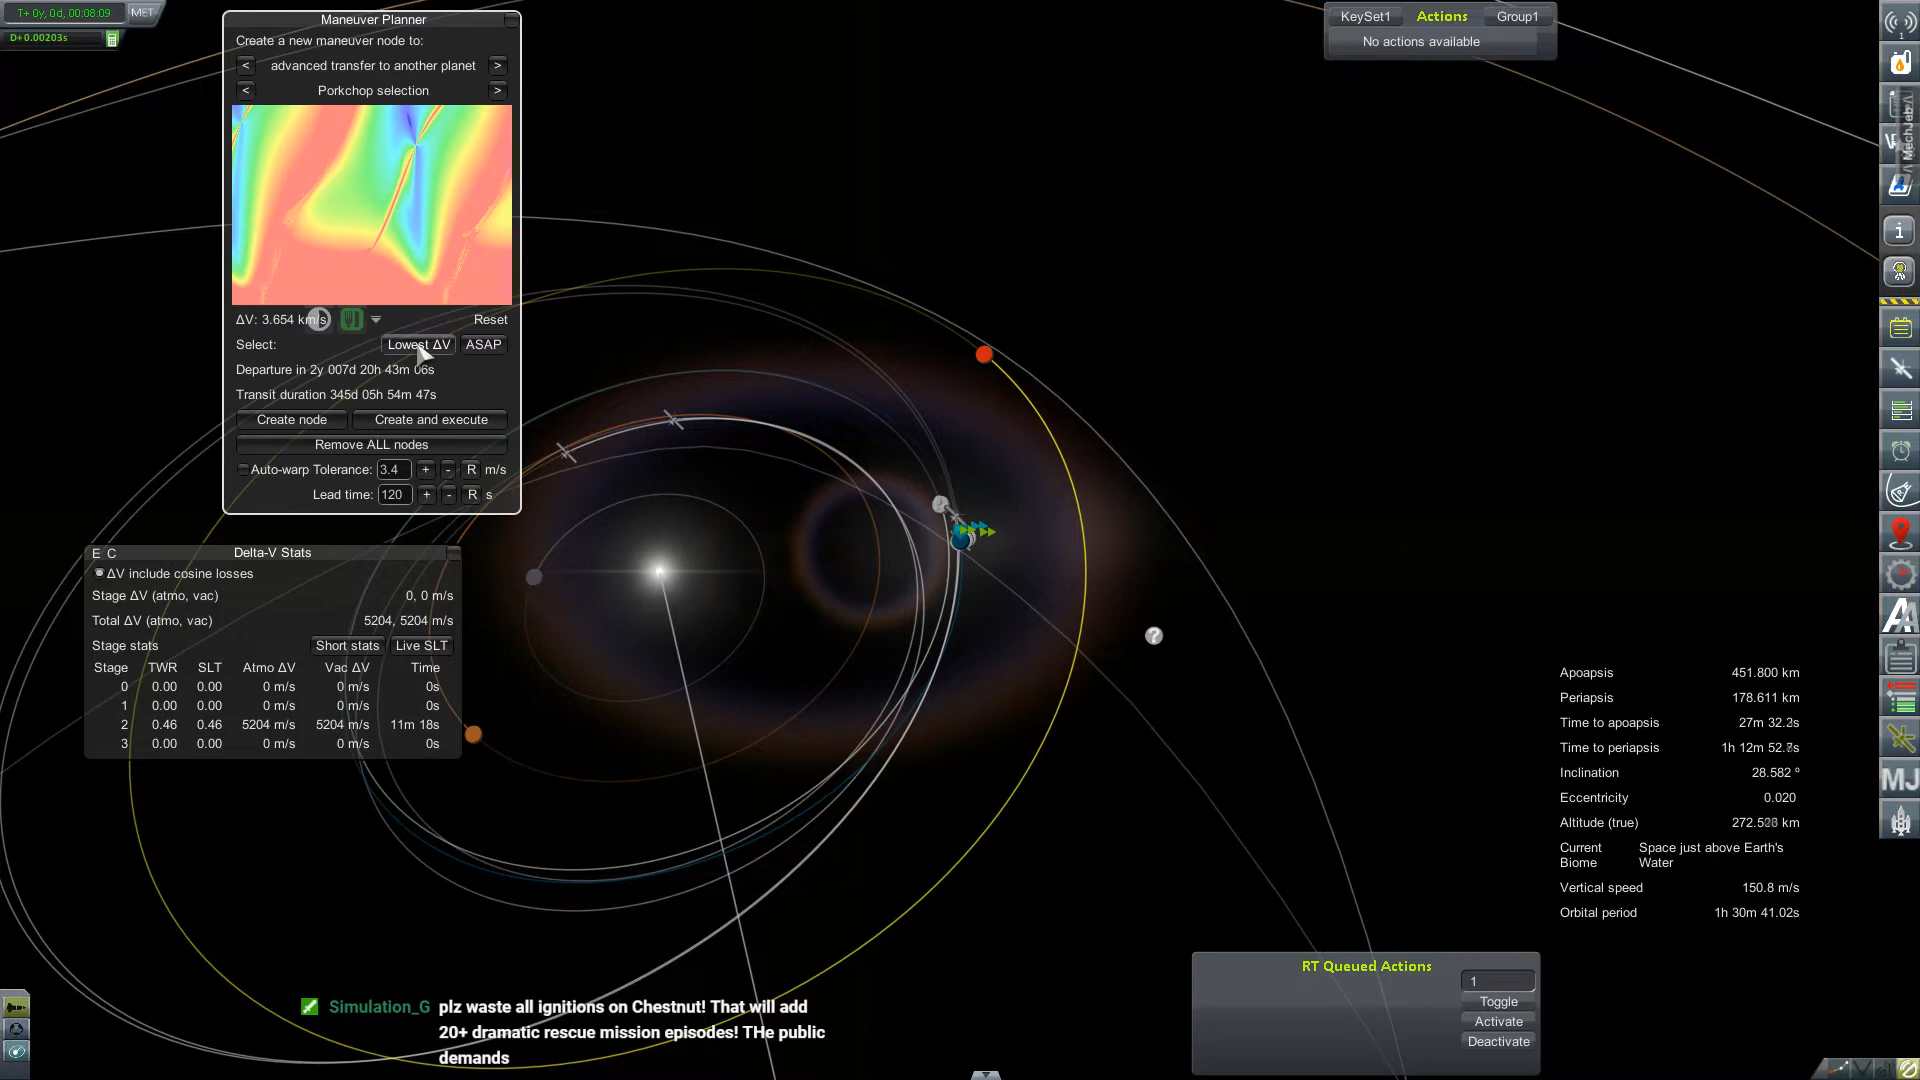 T+ 0y, 0d, 00:08:09 MET
D+0.00203s
Maneuver Planner
Create a new maneuver node to:
< advanced transfer to another planet >
< Porkchop selection >
ΔV: 3.654 km/s Reset
Select: Lowest ΔV ASAP
Departure in 2y 007d 20h 43m 06s
Transit duration 345d 05h 54m 47s
Create node Create and execute
Remove ALL nodes
Auto-warp Tolerance: 3.4 + - R m/s
Lead time: 120 + - R s
E C Delta-V Stats
ΔV include cosine losses
Stage ΔV (atmo, vac) 0, 0 m/s
Total ΔV (atmo, vac) 5204, 5204 m/s
Stage stats Short stats Live SLT
Stage TWR SLT Atmo ΔV Vac ΔV Time
0 0.00 0.00 0 m/s 0 m/s 0s
1 0.00 0.00 0 m/s 0 m/s 0s
2 0.46 0.46 5204 m/s 5204 m/s 11m 18s
3 0.00 0.00 0 m/s 0 m/s 0s
KeySet1 Actions Group1
No actions available
1
MechJeb
i
?
Apoapsis 451.800 km
Periapsis 178.611 km
Time to apoapsis 27m 32.3s
Time to periapsis 1h 12m 52.8s
Inclination 28.582 º
Eccentricity 0.020
Altitude (true) km
Current Biome Space just above Earth's Water
Vertical speed 150.8 m/s
Orbital period 1h 30m 41.02s
MJ
RT Queued Actions
1
Toggle
Activate
Deactivate
Simulation_G plz waste all ignitions on Chestnut! That will add
20+ dramatic rescue mission episodes! THe public
demands